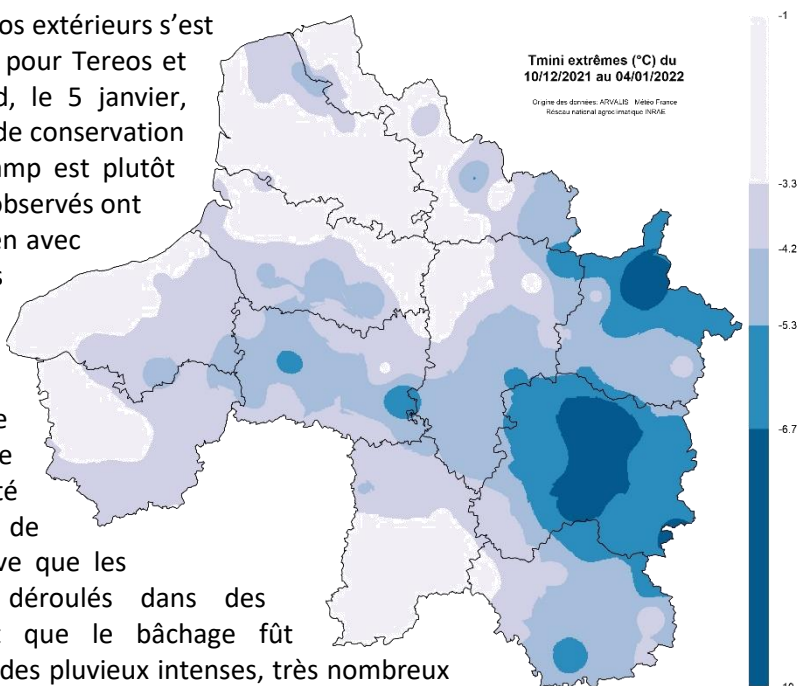 os extérieurs s’est
pour Tereos et
d, le 5 janvier,
de conservation
amp est plutôt
observés ont
en avec
s
e
e
té
de
ve que les
déroulés dans des
que le bâchage fût
des pluvieux intenses, très nombreux
Tmini extrêmes (°C) du
10/12/2021 au 04/01/2022
Origine des données: ARVALIS Météo France
Réseau national agroclimatique INRAE
-1
-3.3
-4.2
-5.3
-6.7